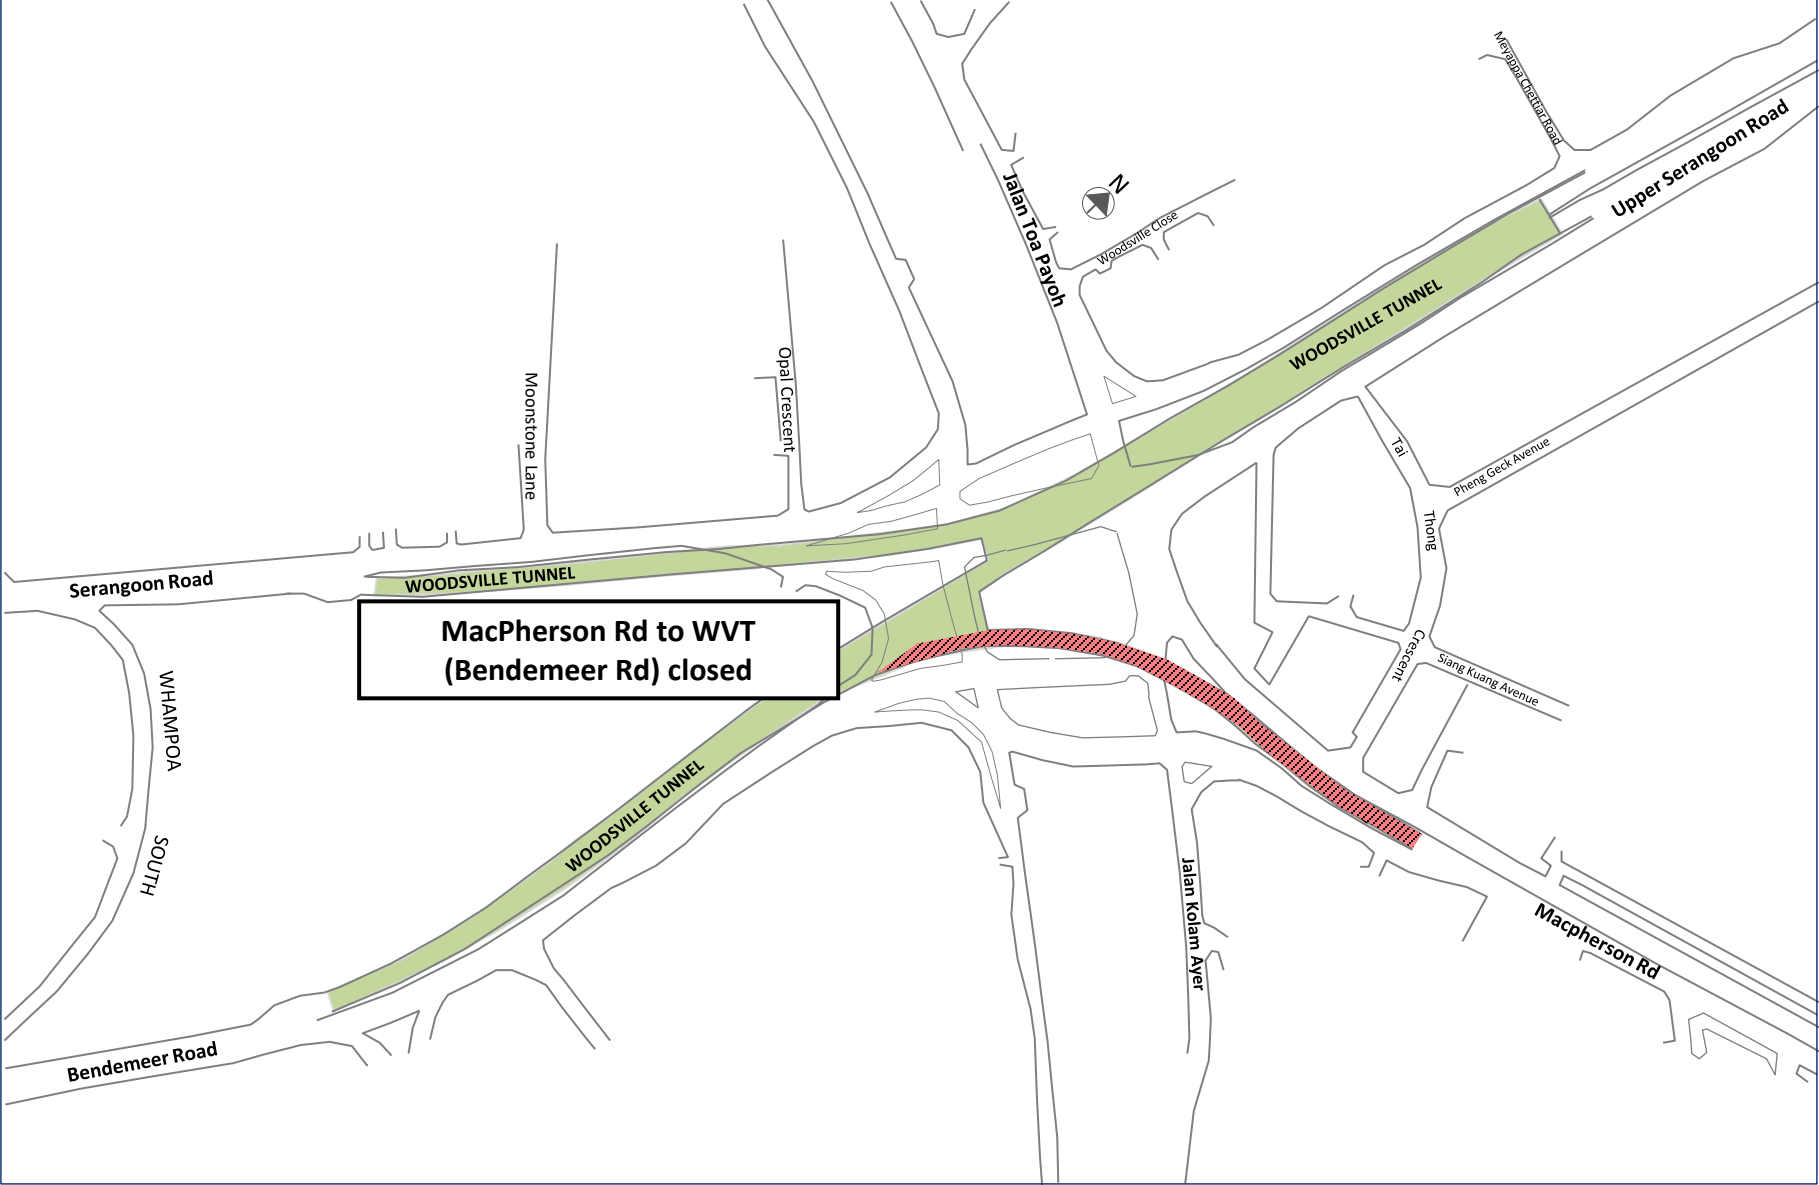 Meyappa Chettiar Road
Upper Serangoon Road
N
Jalan Toa Payoh
Woodsville Close
WOODSVILLE TUNNEL
Opal Crescent
Moonstone Lane
Tai
Thong
Crescent
Pheng Geck Avenue
Serangoon Road
WOODSVILLE TUNNEL
MacPherson Rd to WVT
(Bendemeer Rd) closed
Siang Kuang Avenue
WHAMPOA
SOUTH
WOODSVILLE TUNNEL
Jalan Kolam Ayer
Macpherson Rd
Bendemeer Road